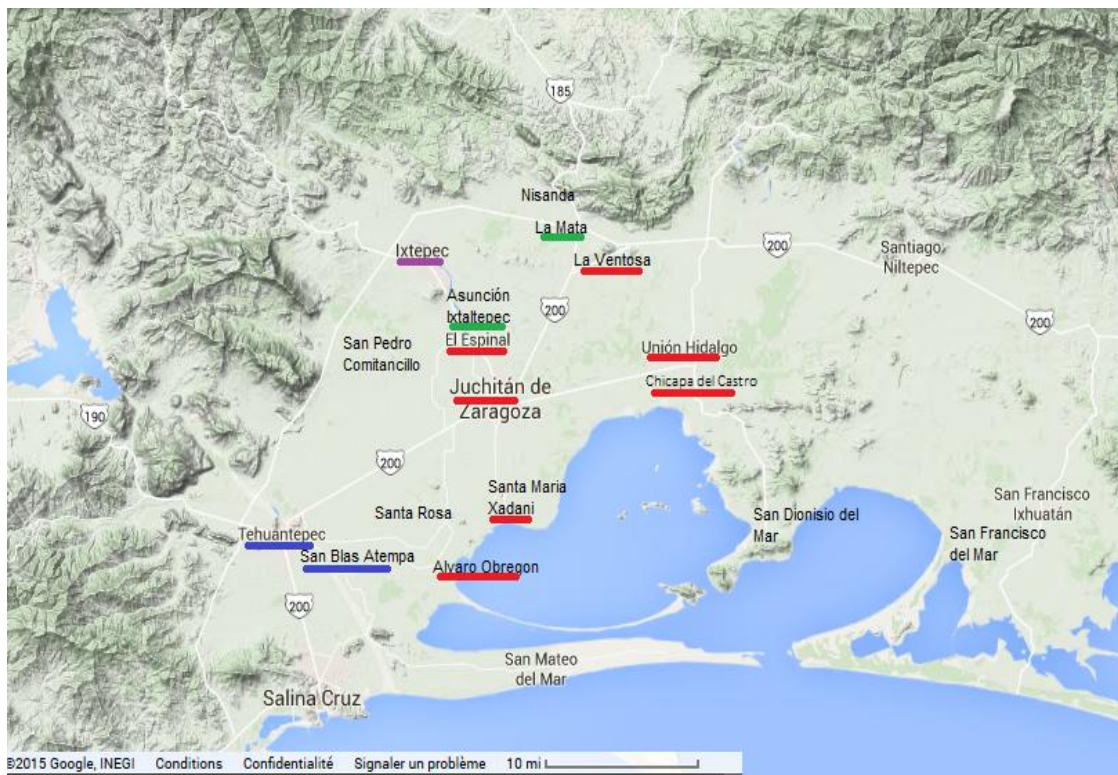 185
Nisanda
La Mata
Ixtepec
200
Santiago
Niltepec
La Ventosa
Asunción
Ixtaltepec
200
200
El Espinal
San Pedro
Comitancillo
Unión Hidalgo
Juchitán de
Zaragoza
Chicapa del Castro
190
200
Santa Maria
Xadani
San Francisco
Ixhuatán
Santa Rosa
San Dionisio del
Mar
San Francisco
del Mar
Tehuantepec
San Blas Atempa
Alvaro Obregon
200
San Mateo
del Mar
Salina Cruz
©2015 Google, INEGI Conditions Confidentialité Signaler un problème 10 mi